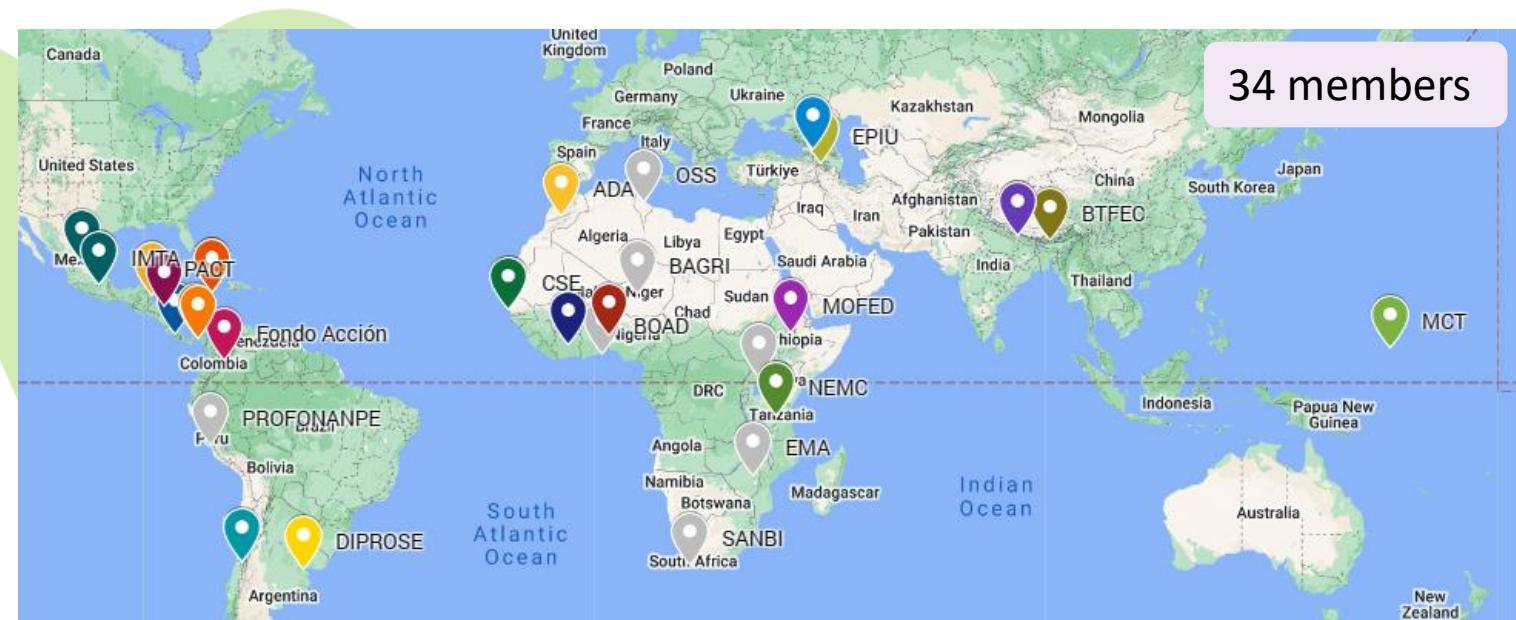 34 members
Canada
United
Kingdom
Poland
Germany
Ukraine
Kazakhstan
Mongolia
France
EPIU
Italy
Spain
United States
North
Atlantic
Ocean
ADA
OSS
Türkiye
China
Japan
South Korea
Afghanistan
Iraq
Iran
BTFEC
Pakistan
Algeria
Libya
Egypt
IMTA
PACT
BAGRI
Saudi Arabia
India
Thailand
CSE
Niger
Sudan
MOFED
Chad
BOAD
Nigeria
MCT
Fondo Acción
Colombia
DRC
NEMC
Indonesia
Papua New
Guinea
Tanzania
PROFONANPE
Angola
EMA
Bolivia
Namibia
Botswana
Madagascar
Indian
Ocean
South
Atlantic
Ocean
Australia
DIPROSE
SANBI
South Africa
Argentina
New
Zealand